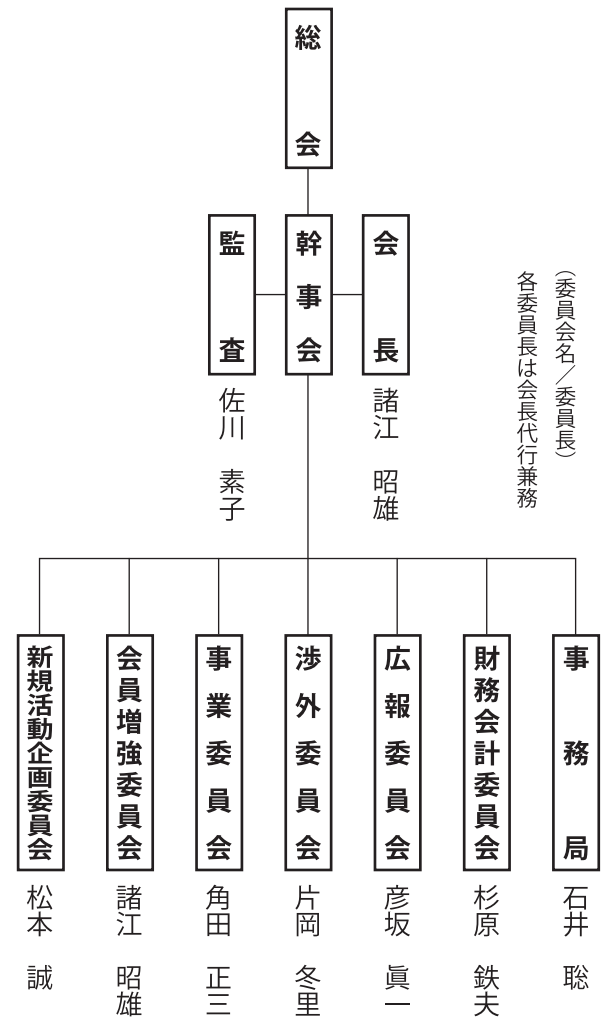 総会
会長
諸江 昭雄
幹事会
監査
佐川 素子
（委員会名／委員長）
各委員長は会長代行兼務
事務局
石井 聡
財務会計委員会
杉原 鉄夫
広報委員会
彦坂 眞一
渉外委員会
片岡 冬里
事業委員会
角田 正三
会員増強委員会
諸江 昭雄
新規活動企画委員会
松本 誠